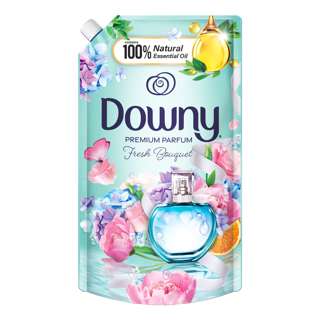 100% Natural
Essential Oil
Downy
PREMIUM PARFUM
Fresh Bouquet